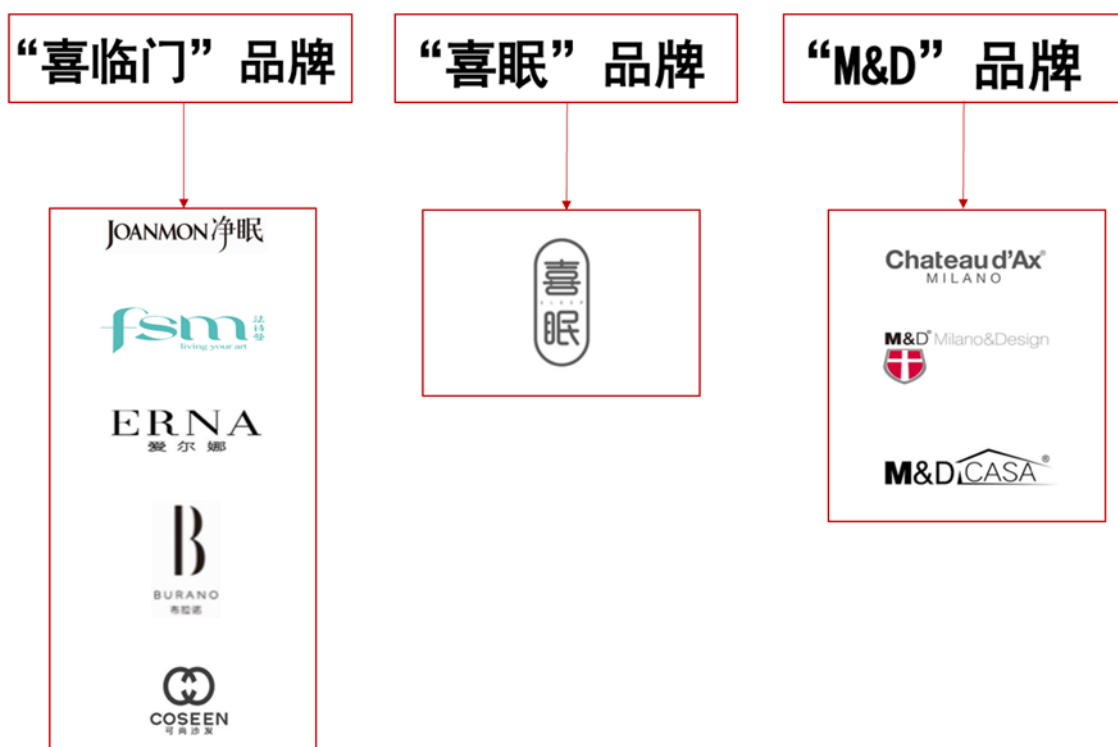 “喜临门” 品牌
JOANMON净眠
fsm
法诗曼
living your art
ERNA
爱尔娜
B
BURANO
布拉诺
COSEEN
可尚沙发
“喜眠” 品牌
喜
SLEEP
眠
“M&D” 品牌
Chateau d'Ax®
MILANO
M&D® Milano&Design
M&D CASA®